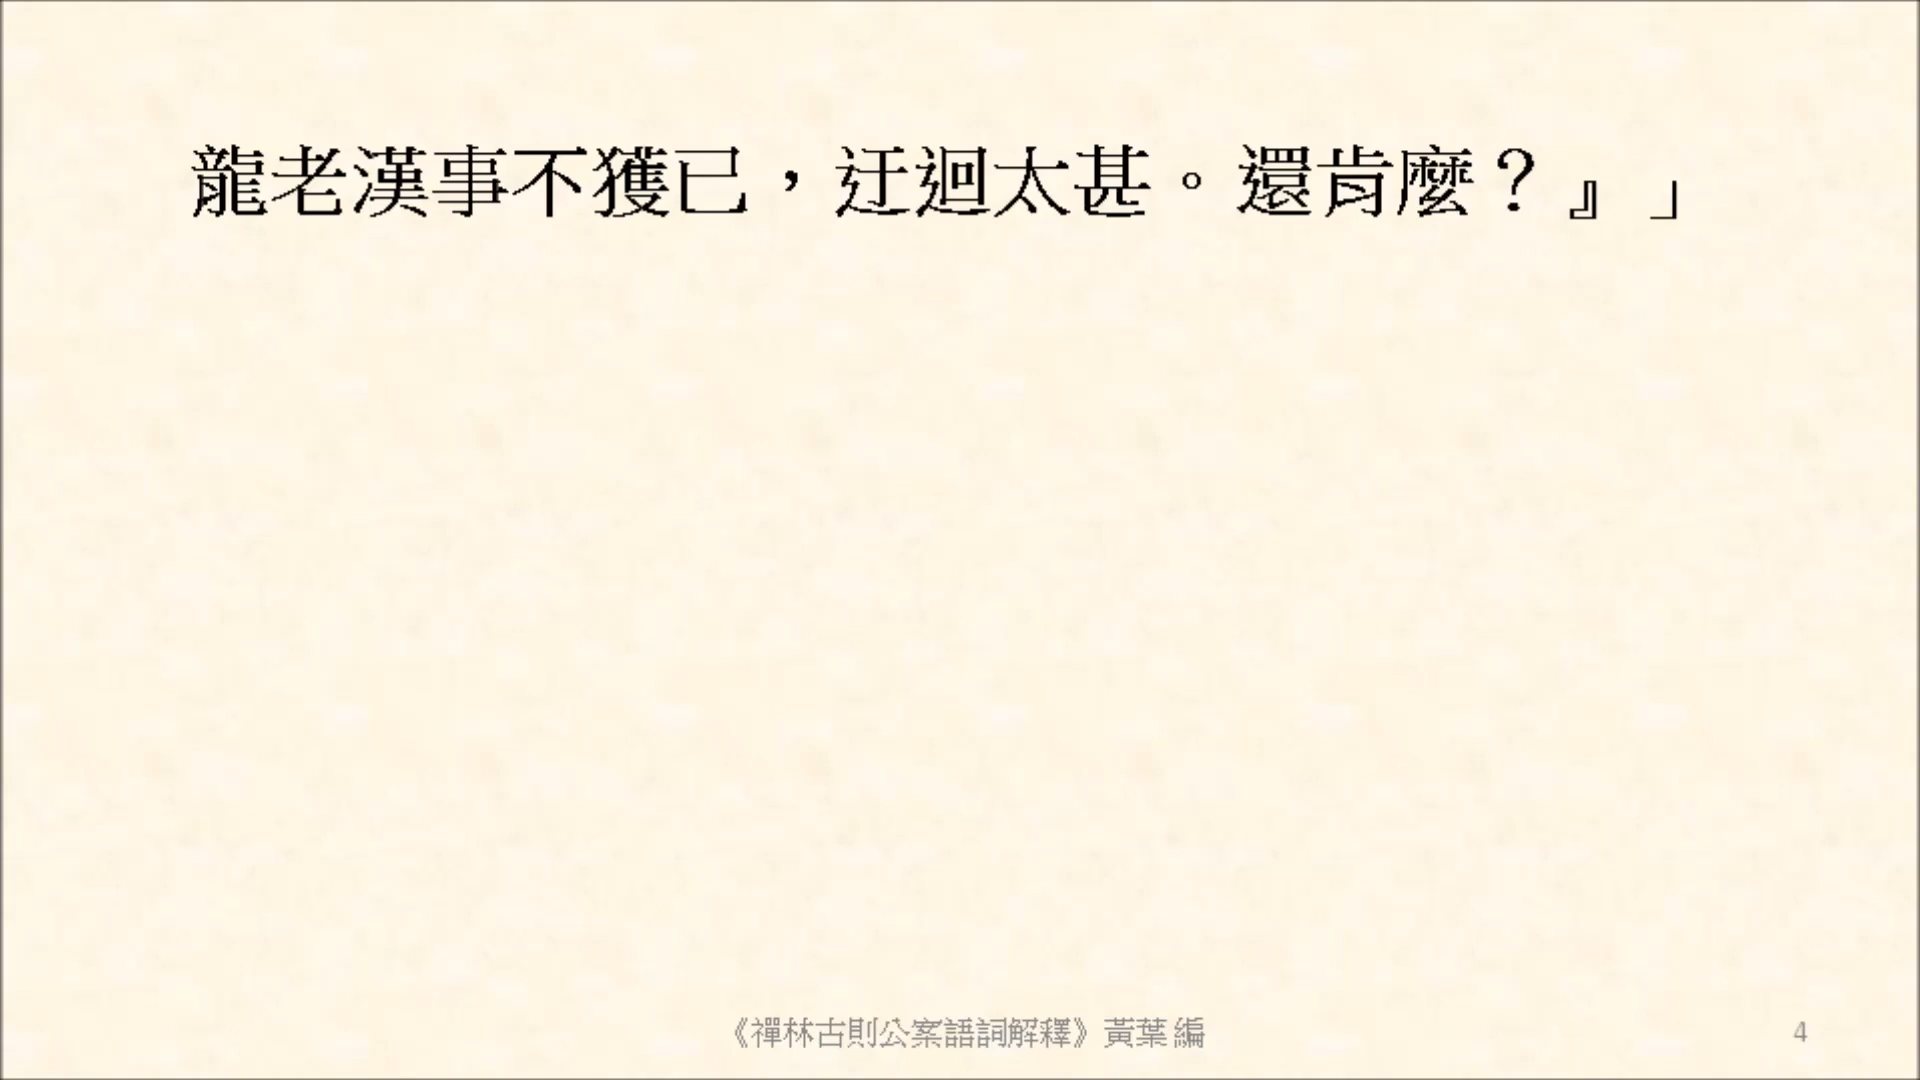 龍老漢事不獲已，迂迴太甚。還肯麼？』」
《禪林古則公案語詞解釋》黃葉 編
4